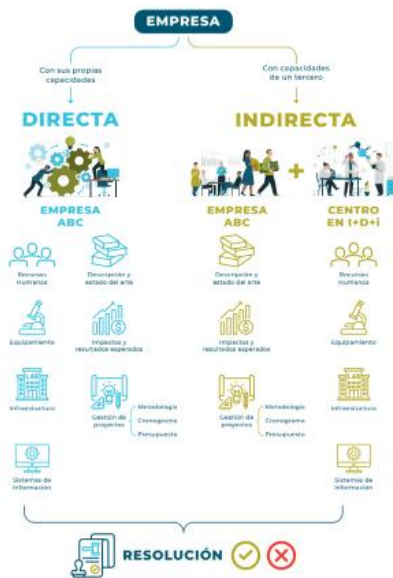 EMPRESA
Con sus propias
capacidades
Con capacidades
de un tercero
DIRECTA
INDIRECTA
+
EMPRESA
ABC
EMPRESA
ABC
CENTRO
EN I+D+i
Recursos
Humanos
Descripción y
estado del arte
Descripción y
estado del arte
Recursos
Humanos
Equipamiento
Impactos y
resultados esperados
Impactos y
resultados esperados
Equipamiento
LAB
Infraestructura
Gestión de
proyectos
Metodología
Cronograma
Presupuesto
Gestión de
proyectos
Metodología
Cronograma
Presupuesto
Infraestructura
Sistemas de
Información
Sistemas de
Información
RESOLUCIÓN